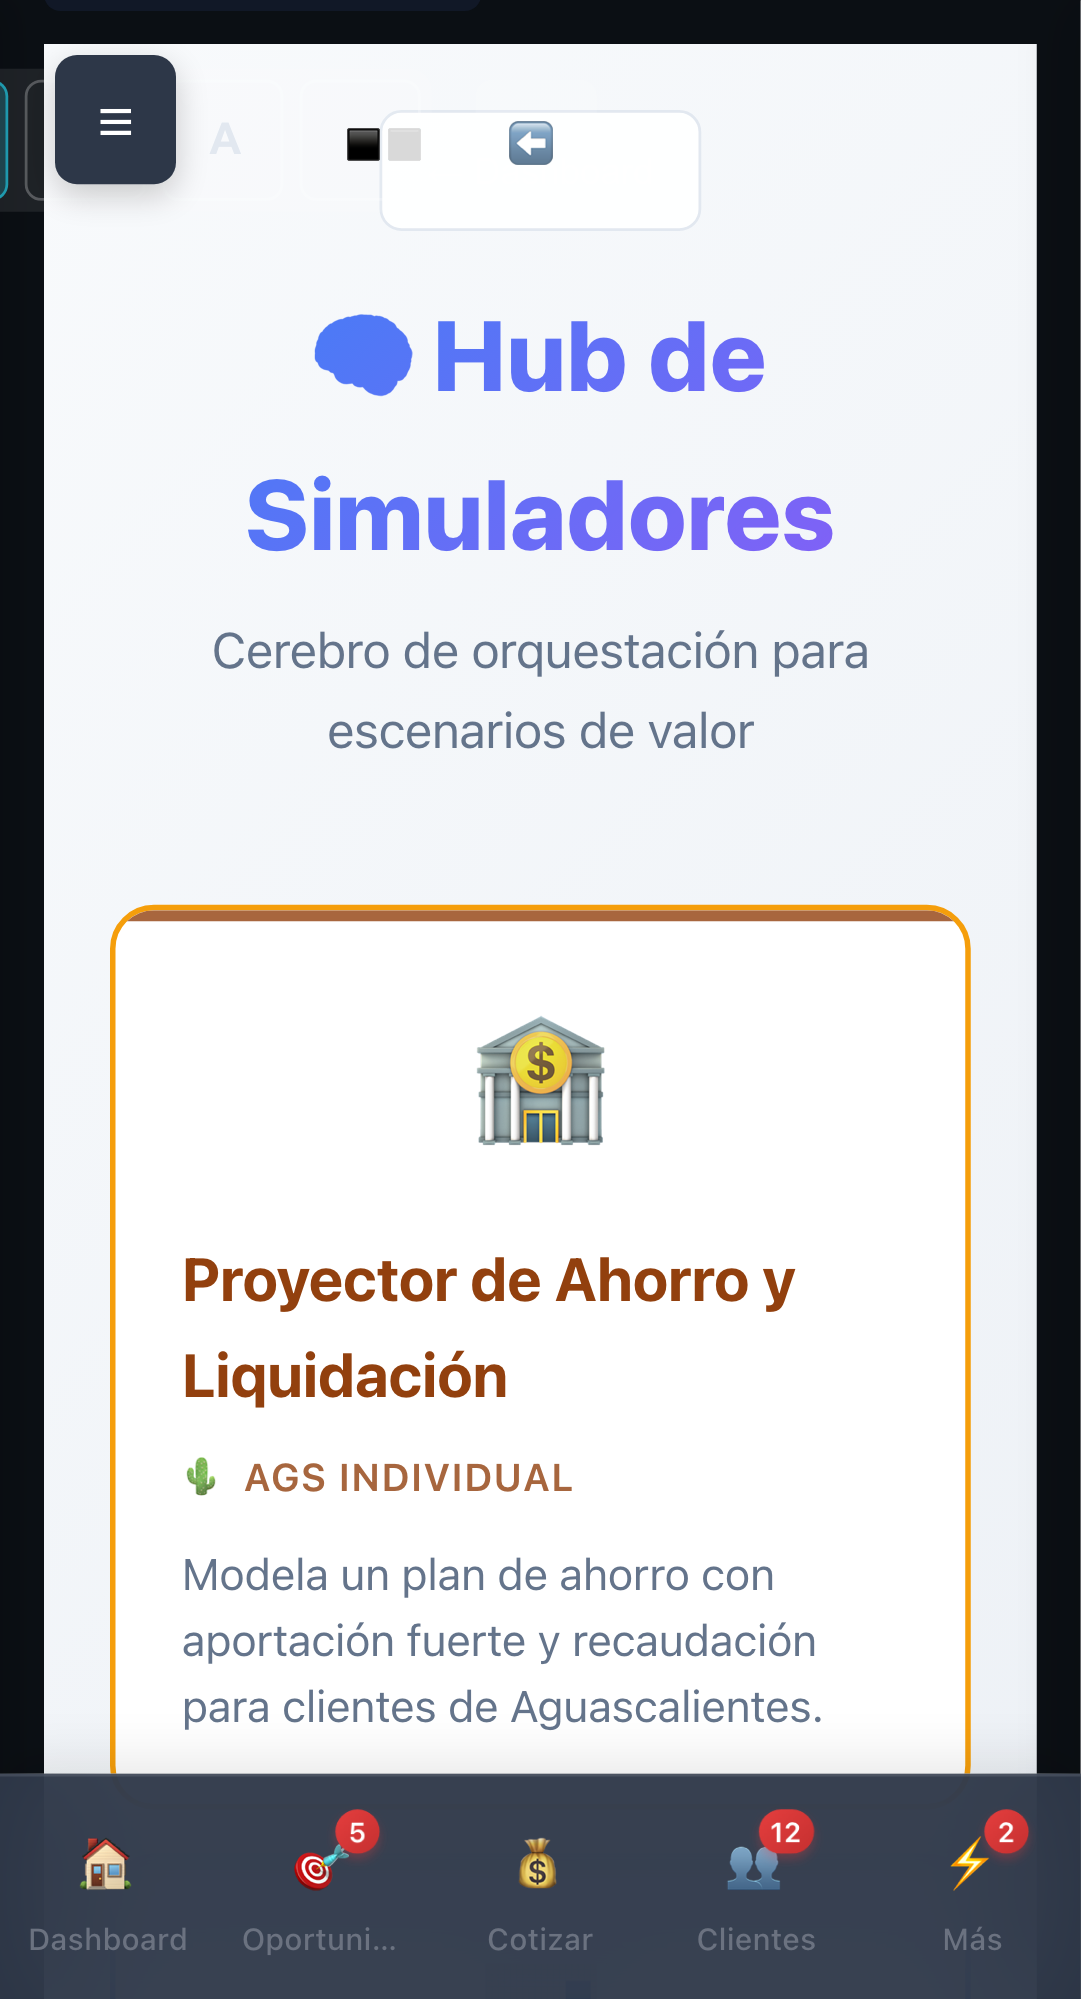 A
Hub de
Simuladores
Cerebro de orquestación para
escenarios de valor
$
Proyector de Ahorro y
Liquidación
AGS INDIVIDUAL
Modela un plan de ahorro con
aportación fuerte y recaudación
para clientes de Aguascalientes.
5
12
2
$
Dashboard
Oportuni...
Cotizar
Clientes
Más